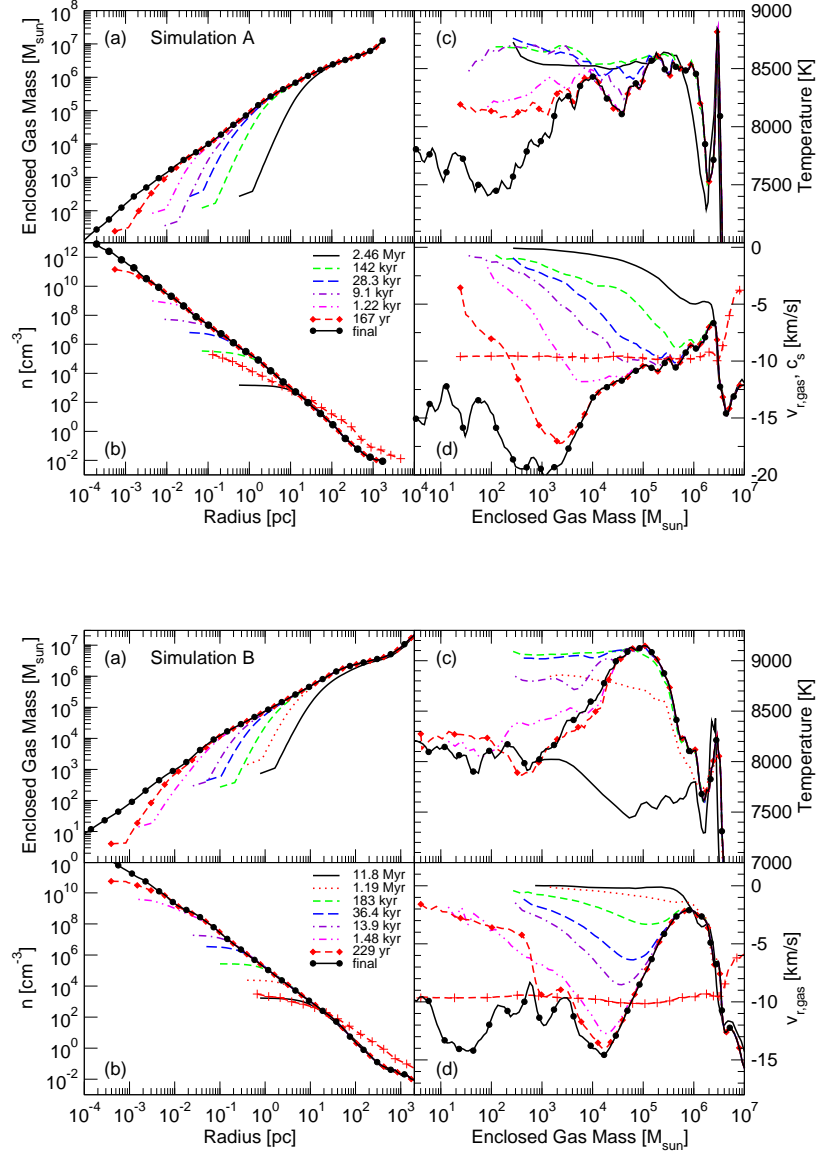 (a) Simulation A
Enclosed Gas Mass [M_sun]
10^8
10^7
10^6
10^5
10^4
10^3
10^2
(c)
9000
8500
8000
7500
Temperature [K]
(b)
n [cm^-3]
10^12
10^10
10^8
10^6
10^4
10^2
10^0
10^-2
2.46 Myr
142 kyr
28.3 kyr
9.1 kyr
1.22 kyr
167 yr
final
(d)
0
-5
-10
-15
-20
v_r,gas, c_s [km/s]
10^-4 10^-3 10^-2 10^-1 10^0 10^1 10^2 10^3
Radius [pc]
10^1 10^2 10^3 10^4 10^5 10^6 10^7
Enclosed Gas Mass [M_sun]
(a) Simulation B
Enclosed Gas Mass [M_sun]
10^7
10^6
10^5
10^4
10^3
10^2
10^1
10^0
(c)
9000
8500
8000
7500
7000
Temperature [K]
(b)
n [cm^-3]
10^10
10^8
10^6
10^4
10^2
10^0
10^-2
11.8 Myr
1.19 Myr
183 kyr
36.4 kyr
13.9 kyr
1.48 kyr
229 yr
final
(d)
0
-5
-10
-15
v_r,gas [km/s]
10^-4 10^-3 10^-2 10^-1 10^0 10^1 10^2 10^3
Radius [pc]
10^1 10^2 10^3 10^4 10^5 10^6 10^7
Enclosed Gas Mass [M_sun]